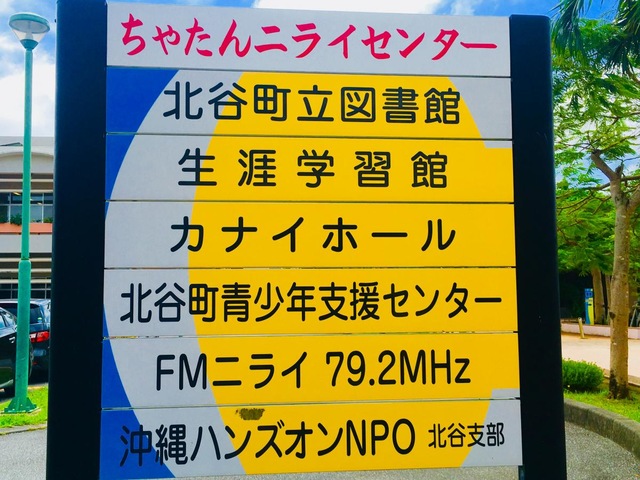 ちゃたんニライセンター
北谷町立図書館
生涯学習館
カナイホール
北谷町青少年支援センター
FMニライ 79.2MHz
沖縄ハンズオンNPO 北谷支部